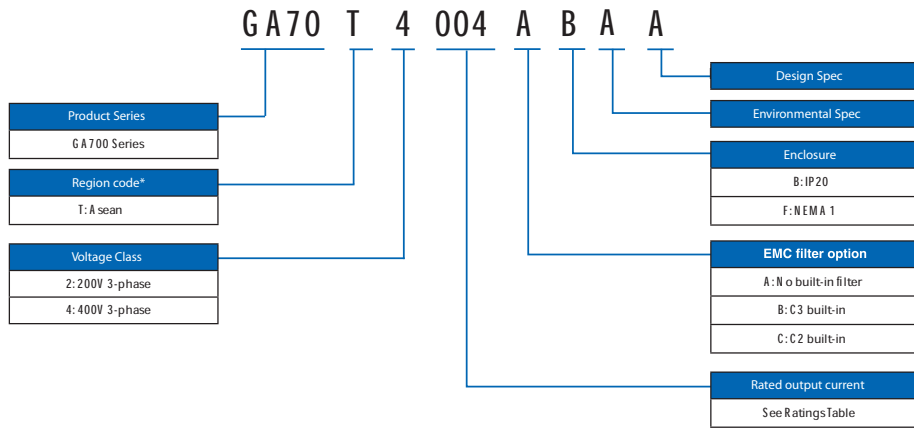 GA70 T 4 004 A B A A
Design Spec
Product Series
Environmental Spec
GA700 Series
Enclosure
Region code*
B: IP20
T: Asean
F: NEMA 1
Voltage Class
EMC filter option
2: 200V 3-phase
A: No built-in filter
4: 400V 3-phase
B: C3 built-in
C: C2 built-in
Rated output current
See Ratings Table